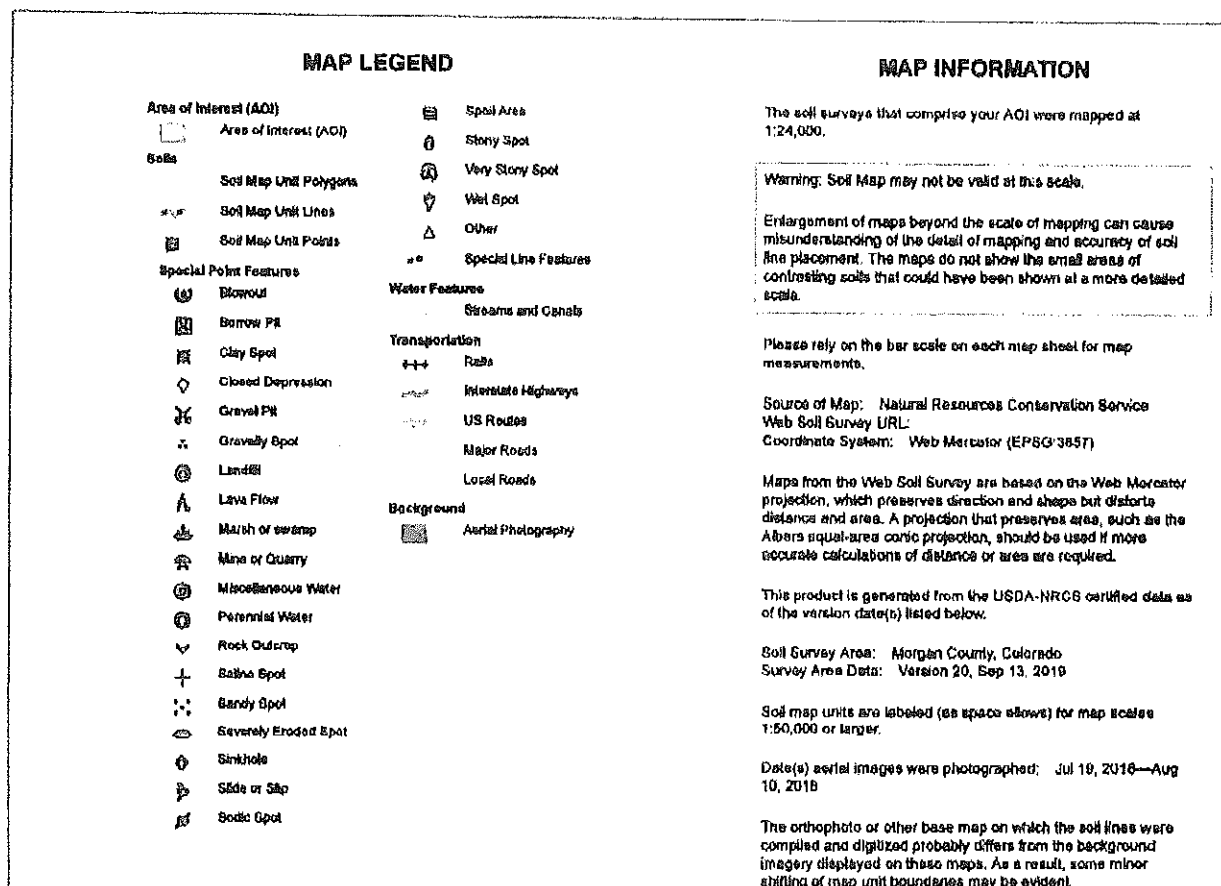 MAP LEGEND
Area of Interest (AOI)
Area of Interest (AOI)
Soils
Soil Map Unit Polygons
Soil Map Unit Lines
Soil Map Unit Points
Special Point Features
Blowout
Borrow Pit
Clay Spot
Closed Depression
Gravel Pit
Gravelly Spot
Landfill
Lava Flow
Marsh or swamp
Mine or Quarry
Miscellaneous Water
Perennial Water
Rock Outcrop
Saline Spot
Sandy Spot
Severely Eroded Spot
Sinkhole
Slide or Slip
Sodic Spot
Spoil Area
Stony Spot
Very Stony Spot
Wet Spot
Other
Special Line Features
Water Features
Streams and Canals
Transportation
Rails
Interstate Highways
US Routes
Major Roads
Local Roads
Background
Aerial Photography
MAP INFORMATION
The soil surveys that comprise your AOI were mapped at
1:24,000.
Warning: Soil Map may not be valid at this scale.
Enlargement of maps beyond the scale of mapping can cause
misunderstanding of the detail of mapping and accuracy of soil
line placement. The maps do not show the small areas of
contrasting soils that could have been shown at a more detailed
scale.
Please rely on the bar scale on each map sheet for map
measurements.
Source of Map: Natural Resources Conservation Service
Web Soil Survey URL:
Coordinate System: Web Mercator (EPSG:3857)
Maps from the Web Soil Survey are based on the Web Mercator
projection, which preserves direction and shape but distorts
distance and area. A projection that preserves area, such as the
Albers equal-area conic projection, should be used if more
accurate calculations of distance or area are required.
This product is generated from the USDA-NRCS certified data as
of the version date(s) listed below.
Soil Survey Area: Morgan County, Colorado
Survey Area Data: Version 20, Sep 13, 2019
Soil map units are labeled (as space allows) for map scales
1:50,000 or larger.
Date(s) aerial images were photographed: Jul 19, 2018—Aug
10, 2018
The orthophoto or other base map on which the soil lines were
compiled and digitized probably differs from the background
imagery displayed on these maps. As a result, some minor
shifting of map unit boundaries may be evident.